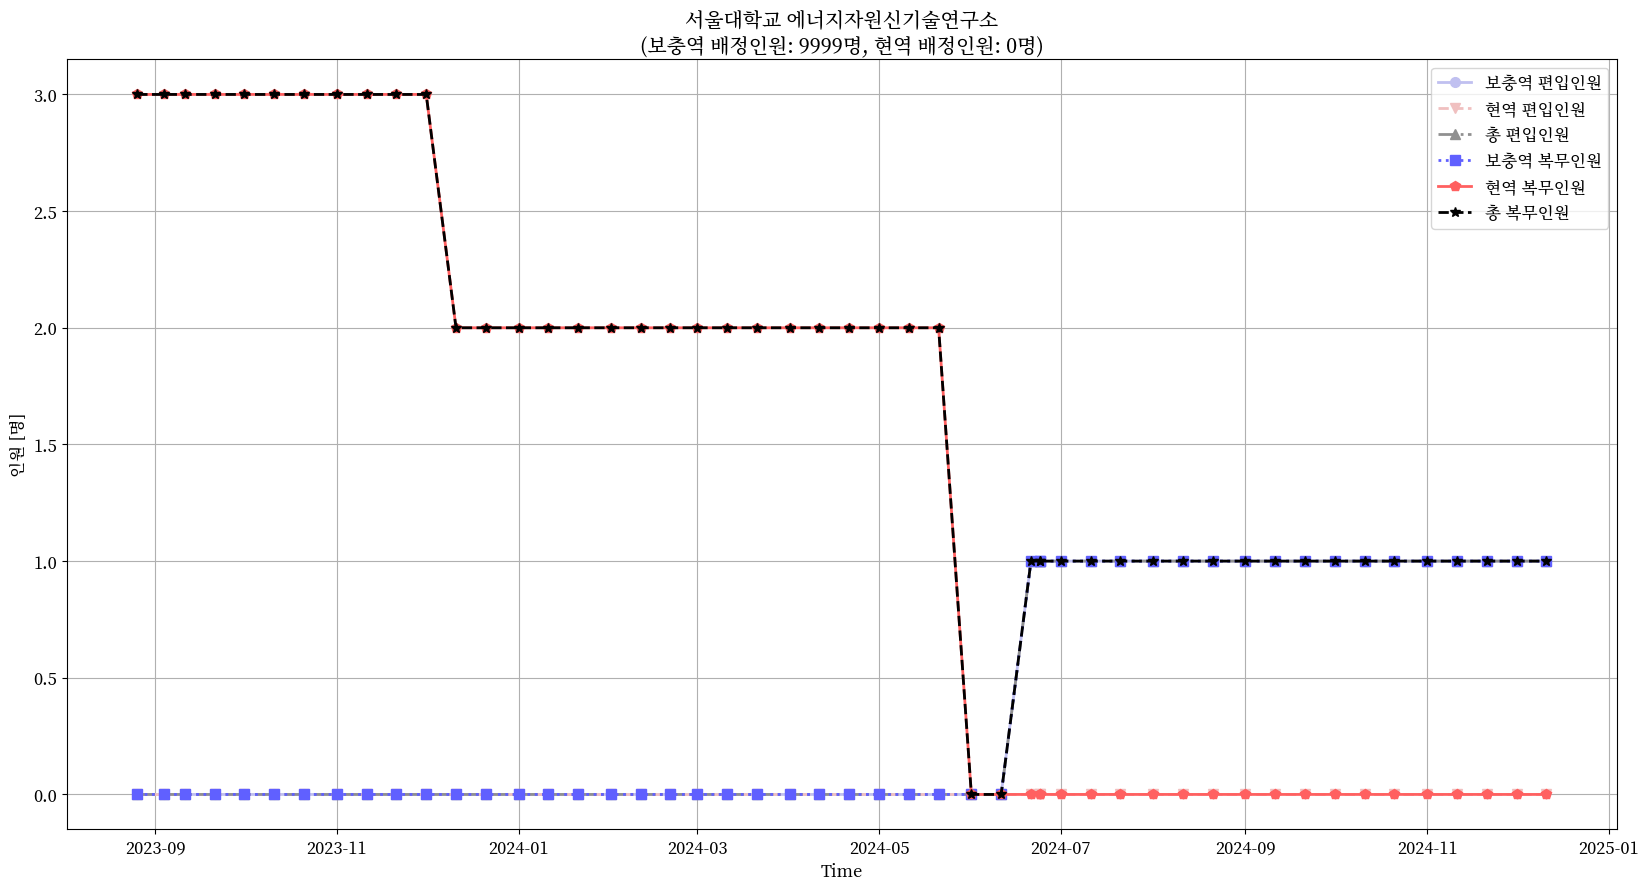 서울대학교 에너지자원신기술연구소
(보충역 배정인원: 9999명, 현역 배정인원: 0명)
보충역 편입인원
현역 편입인원
총 편입인원
보충역 복무인원
현역 복무인원
총 복무인원
3.0
2.5
2.0
1.5
1.0
0.5
0.0
인원 [명]
2023-09
2023-11
2024-01
2024-03
2024-05
2024-07
2024-09
2024-11
2025-01
Time